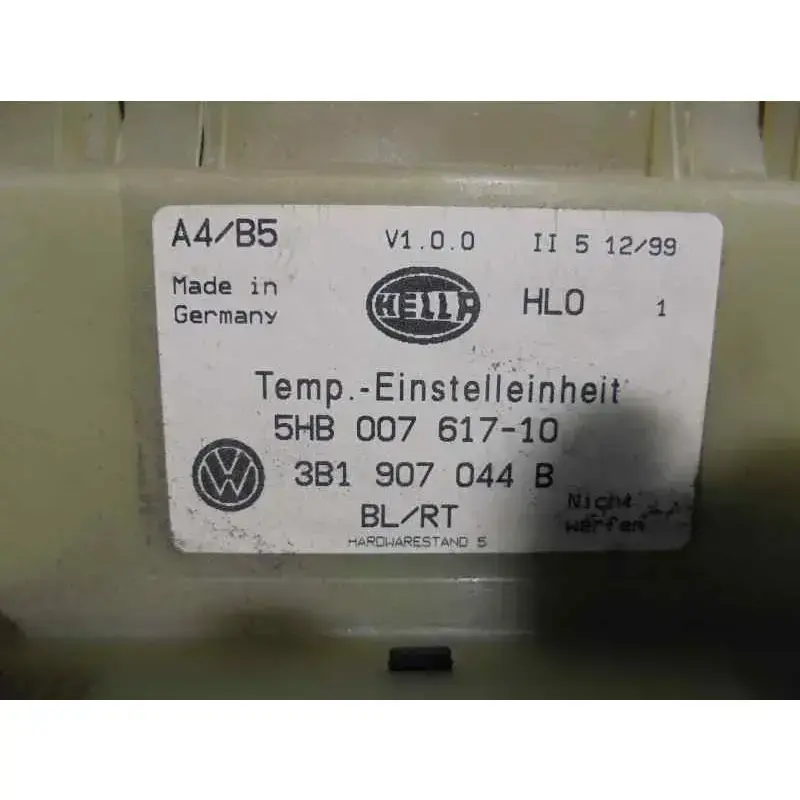 A4/B5 V1.0.0 II 5 12/99
Made in
Germany
HELLA
HLO 1
Temp.-Einstelleinheit
5HB 007 617-10
VW
3B1 907 044 B
BL/RT
Nicht
werfen
HARDWARESTAND 5